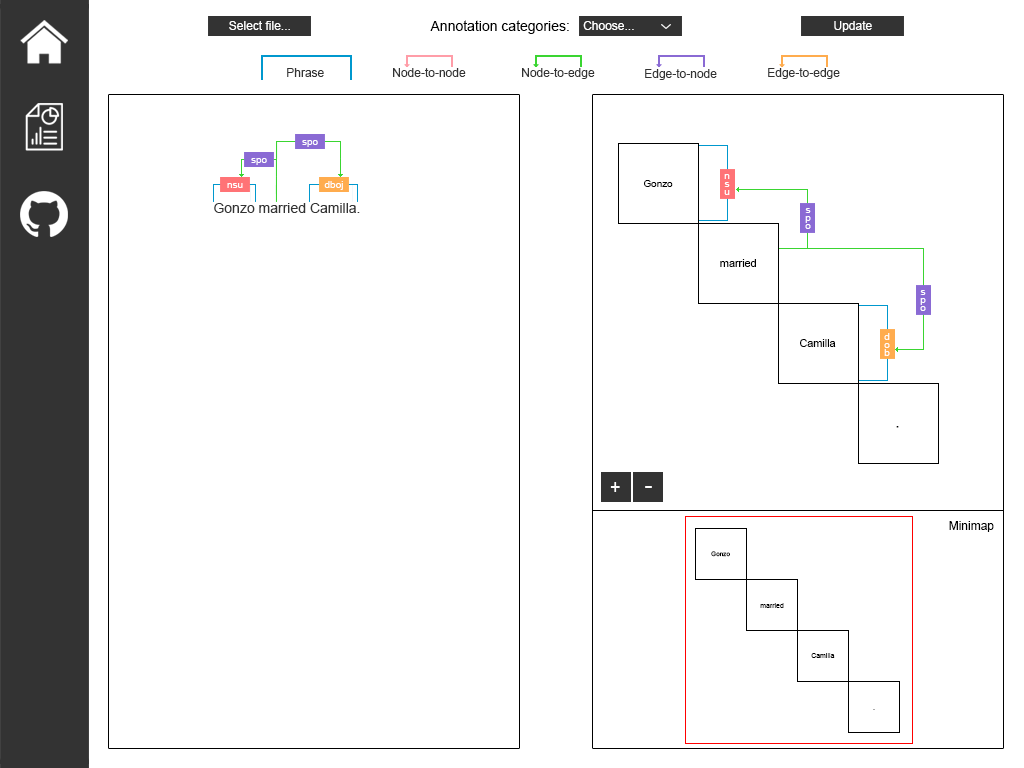 Select file...
Annotation categories:
Choose...
Update
Phrase
Node-to-node
Node-to-edge
Edge-to-node
Edge-to-edge
spo
spo
nsu
dboj
Gonzo married Camilla.
Gonzo
nsu
spo
married
spo
Camilla
dob
.
+
-
Minimap
Gonzo
married
Camilla
.